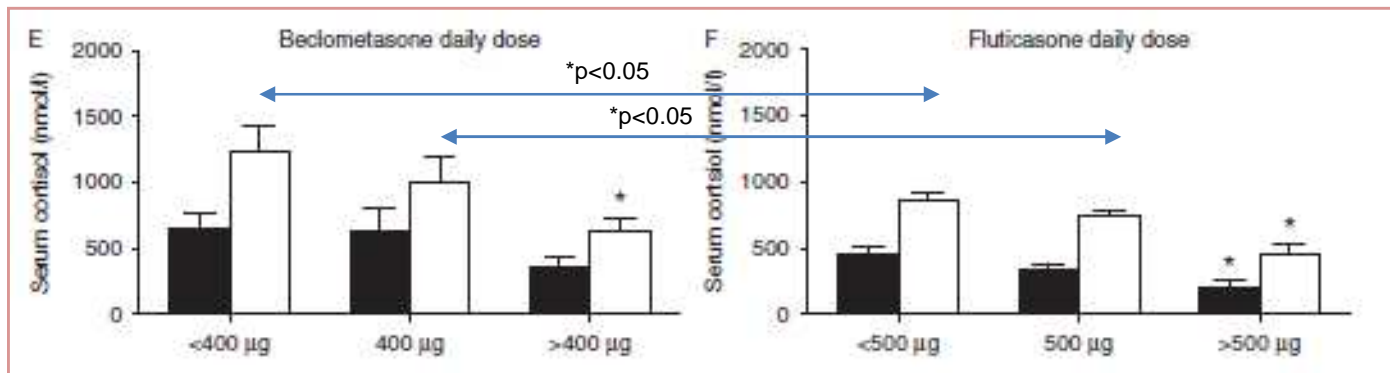 E Beclometasone daily dose
2000
1500
1000
500
0
Serum cortisol (nmol/l)
*
<400 µg 400 µg >400 µg
*p<0.05
*p<0.05
F Fluticasone daily dose
2000
1500
1000
500
0
Serum cortsiol (nmol/l)
* *
<500 µg 500 µg >500 µg